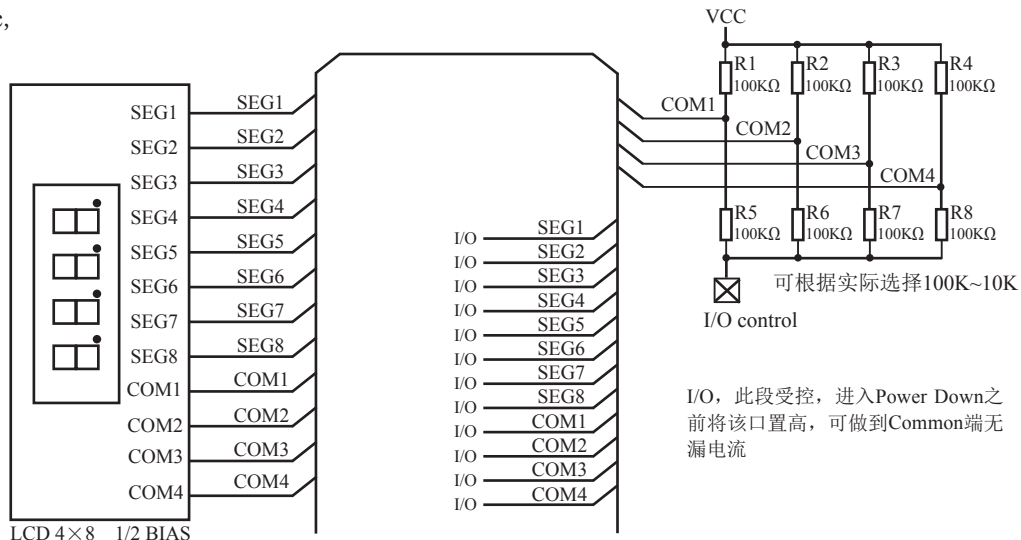 c,
VCC
R1
100KΩ
R2
100KΩ
R3
100KΩ
R4
100KΩ
COM1
COM2
COM3
COM4
R5
100KΩ
R6
100KΩ
R7
100KΩ
R8
100KΩ
可根据实际选择100K~10K
I/O control
I/O，此段受控，进入Power Down之
前将该口置高，可做到Common端无
漏电流
SEG1
SEG2
SEG3
SEG4
SEG5
SEG6
SEG7
SEG8
COM1
COM2
COM3
COM4
LCD 4×8 1/2 BIAS
SEG1
SEG2
SEG3
SEG4
SEG5
SEG6
SEG7
SEG8
COM1
COM2
COM3
COM4
I/O SEG1
I/O SEG2
I/O SEG3
I/O SEG4
I/O SEG5
I/O SEG6
I/O SEG7
I/O SEG8
I/O COM1
I/O COM2
I/O COM3
I/O COM4